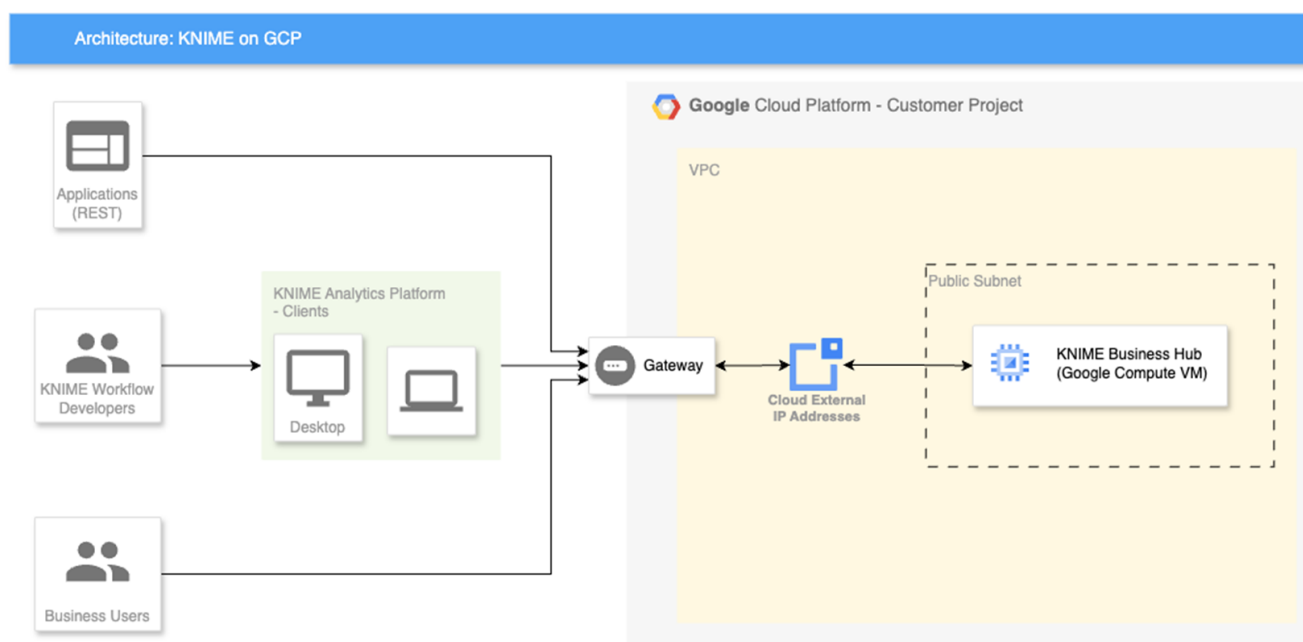 Architecture: KNIME on GCP
Google Cloud Platform - Customer Project
VPC
Applications
(REST)
KNIME Analytics Platform
- Clients
Desktop
KNIME Workflow
Developers
Gateway
Cloud External
IP Addresses
Public Subnet
KNIME Business Hub
(Google Compute VM)
Business Users